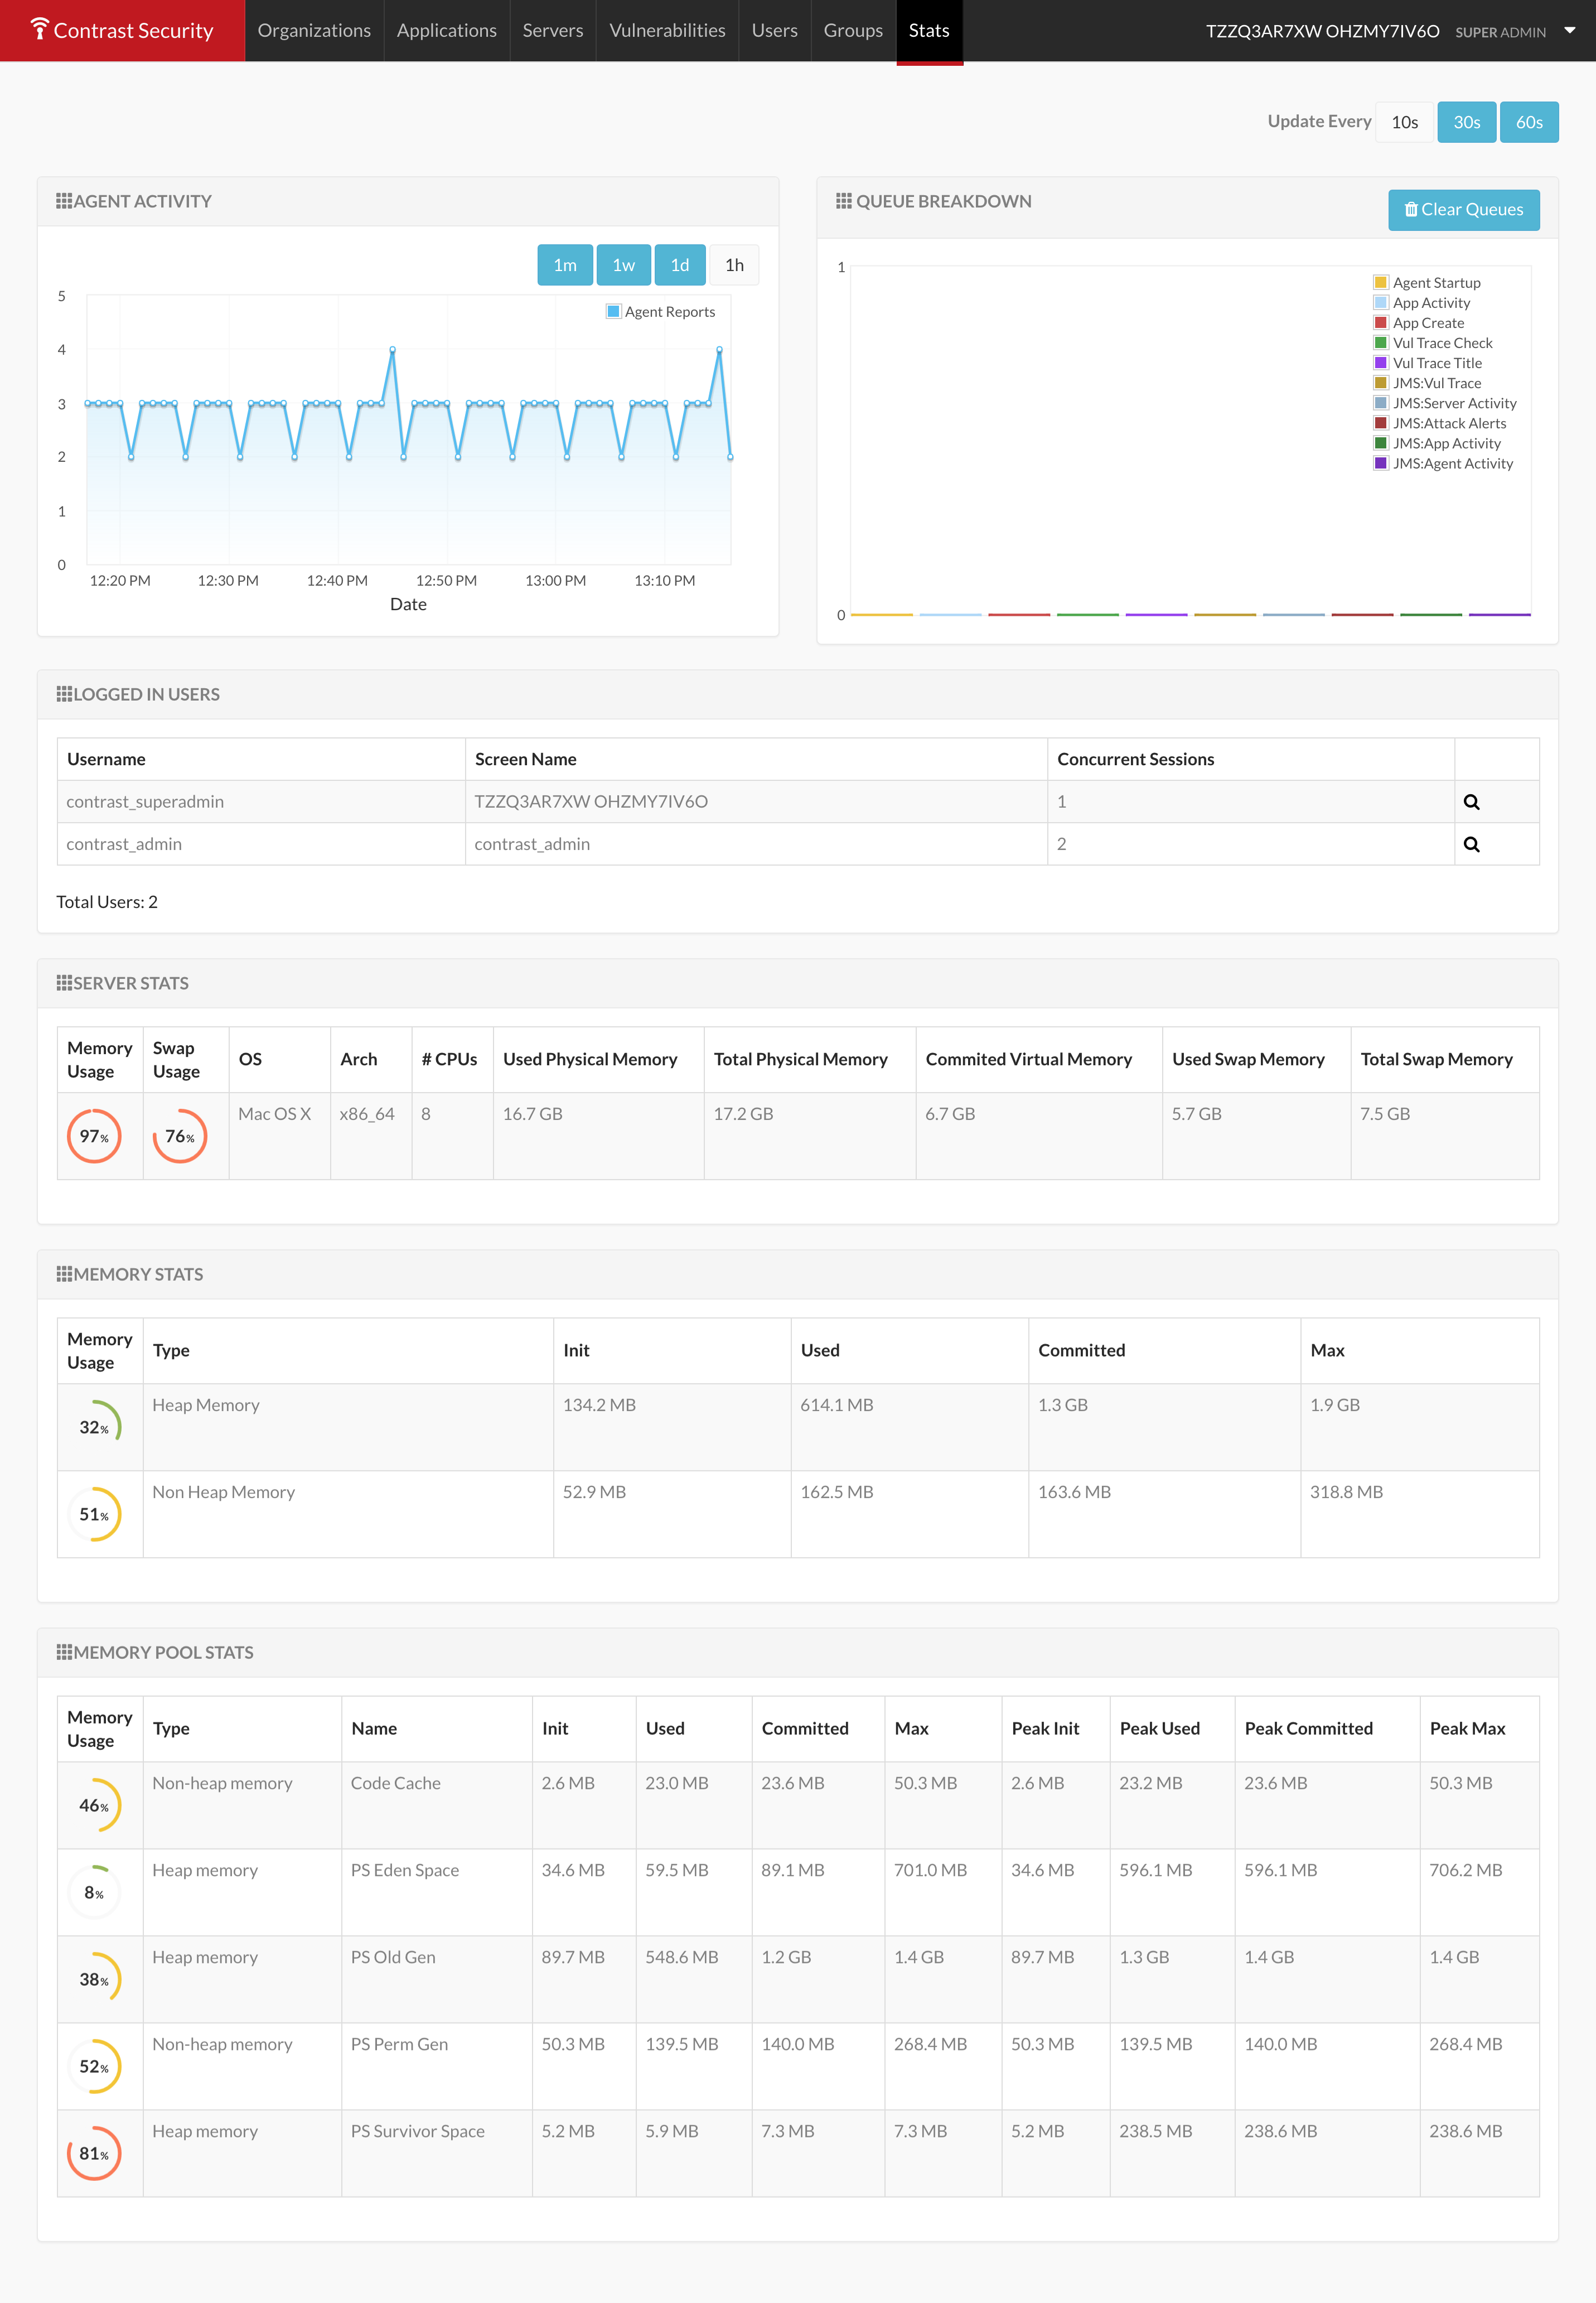 Contrast Security Organizations Applications Servers Vulnerabilities Users Groups Stats TZZQ3AR7XW OHZMY7IV6O SUPER ADMIN
Update Every 10s 30s 60s
AGENT ACTIVITY
1m 1w 1d 1h
Agent Reports
5
4
3
2
1
0
12:20 PM 12:30 PM 12:40 PM 12:50 PM 13:00 PM 13:10 PM
Date
QUEUE BREAKDOWN Clear Queues
1
Agent Startup
App Activity
App Create
Vul Trace Check
Vul Trace Title
JMS:Vul Trace
JMS:Server Activity
JMS:Attack Alerts
JMS:App Activity
JMS:Agent Activity
0
LOGGED IN USERS
Username Screen Name Concurrent Sessions
contrast_superadmin TZZQ3AR7XW OHZMY7IV6O 1
contrast_admin contrast_admin 2
Total Users: 2
SERVER STATS
Memory Usage Swap Usage OS Arch # CPUs Used Physical Memory Total Physical Memory Commited Virtual Memory Used Swap Memory Total Swap Memory
97% 76% Mac OS X x86_64 8 16.7 GB 17.2 GB 6.7 GB 5.7 GB 7.5 GB
MEMORY STATS
Memory Usage Type Init Used Committed Max
32% Heap Memory 134.2 MB 614.1 MB 1.3 GB 1.9 GB
51% Non Heap Memory 52.9 MB 162.5 MB 163.6 MB 318.8 MB
MEMORY POOL STATS
Memory Usage Type Name Init Used Committed Max Peak Init Peak Used Peak Committed Peak Max
46% Non-heap memory Code Cache 2.6 MB 23.0 MB 23.6 MB 50.3 MB 2.6 MB 23.2 MB 23.6 MB 50.3 MB
8% Heap memory PS Eden Space 34.6 MB 59.5 MB 89.1 MB 701.0 MB 34.6 MB 596.1 MB 596.1 MB 706.2 MB
38% Heap memory PS Old Gen 89.7 MB 548.6 MB 1.2 GB 1.4 GB 89.7 MB 1.3 GB 1.4 GB 1.4 GB
52% Non-heap memory PS Perm Gen 50.3 MB 139.5 MB 140.0 MB 268.4 MB 50.3 MB 139.5 MB 140.0 MB 268.4 MB
81% Heap memory PS Survivor Space 5.2 MB 5.9 MB 7.3 MB 7.3 MB 5.2 MB 238.5 MB 238.6 MB 238.6 MB